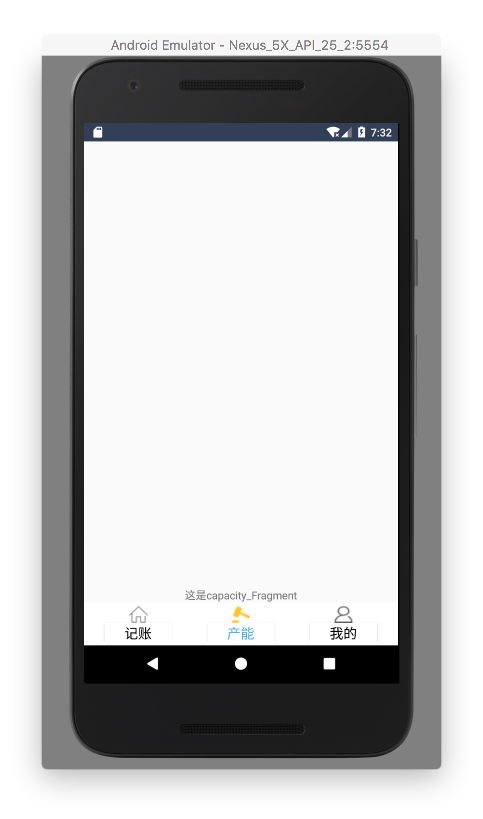 Android Emulator - Nexus_5X_API_25_2:5554
7:32
这是capacity_Fragment
记账
产能
我的